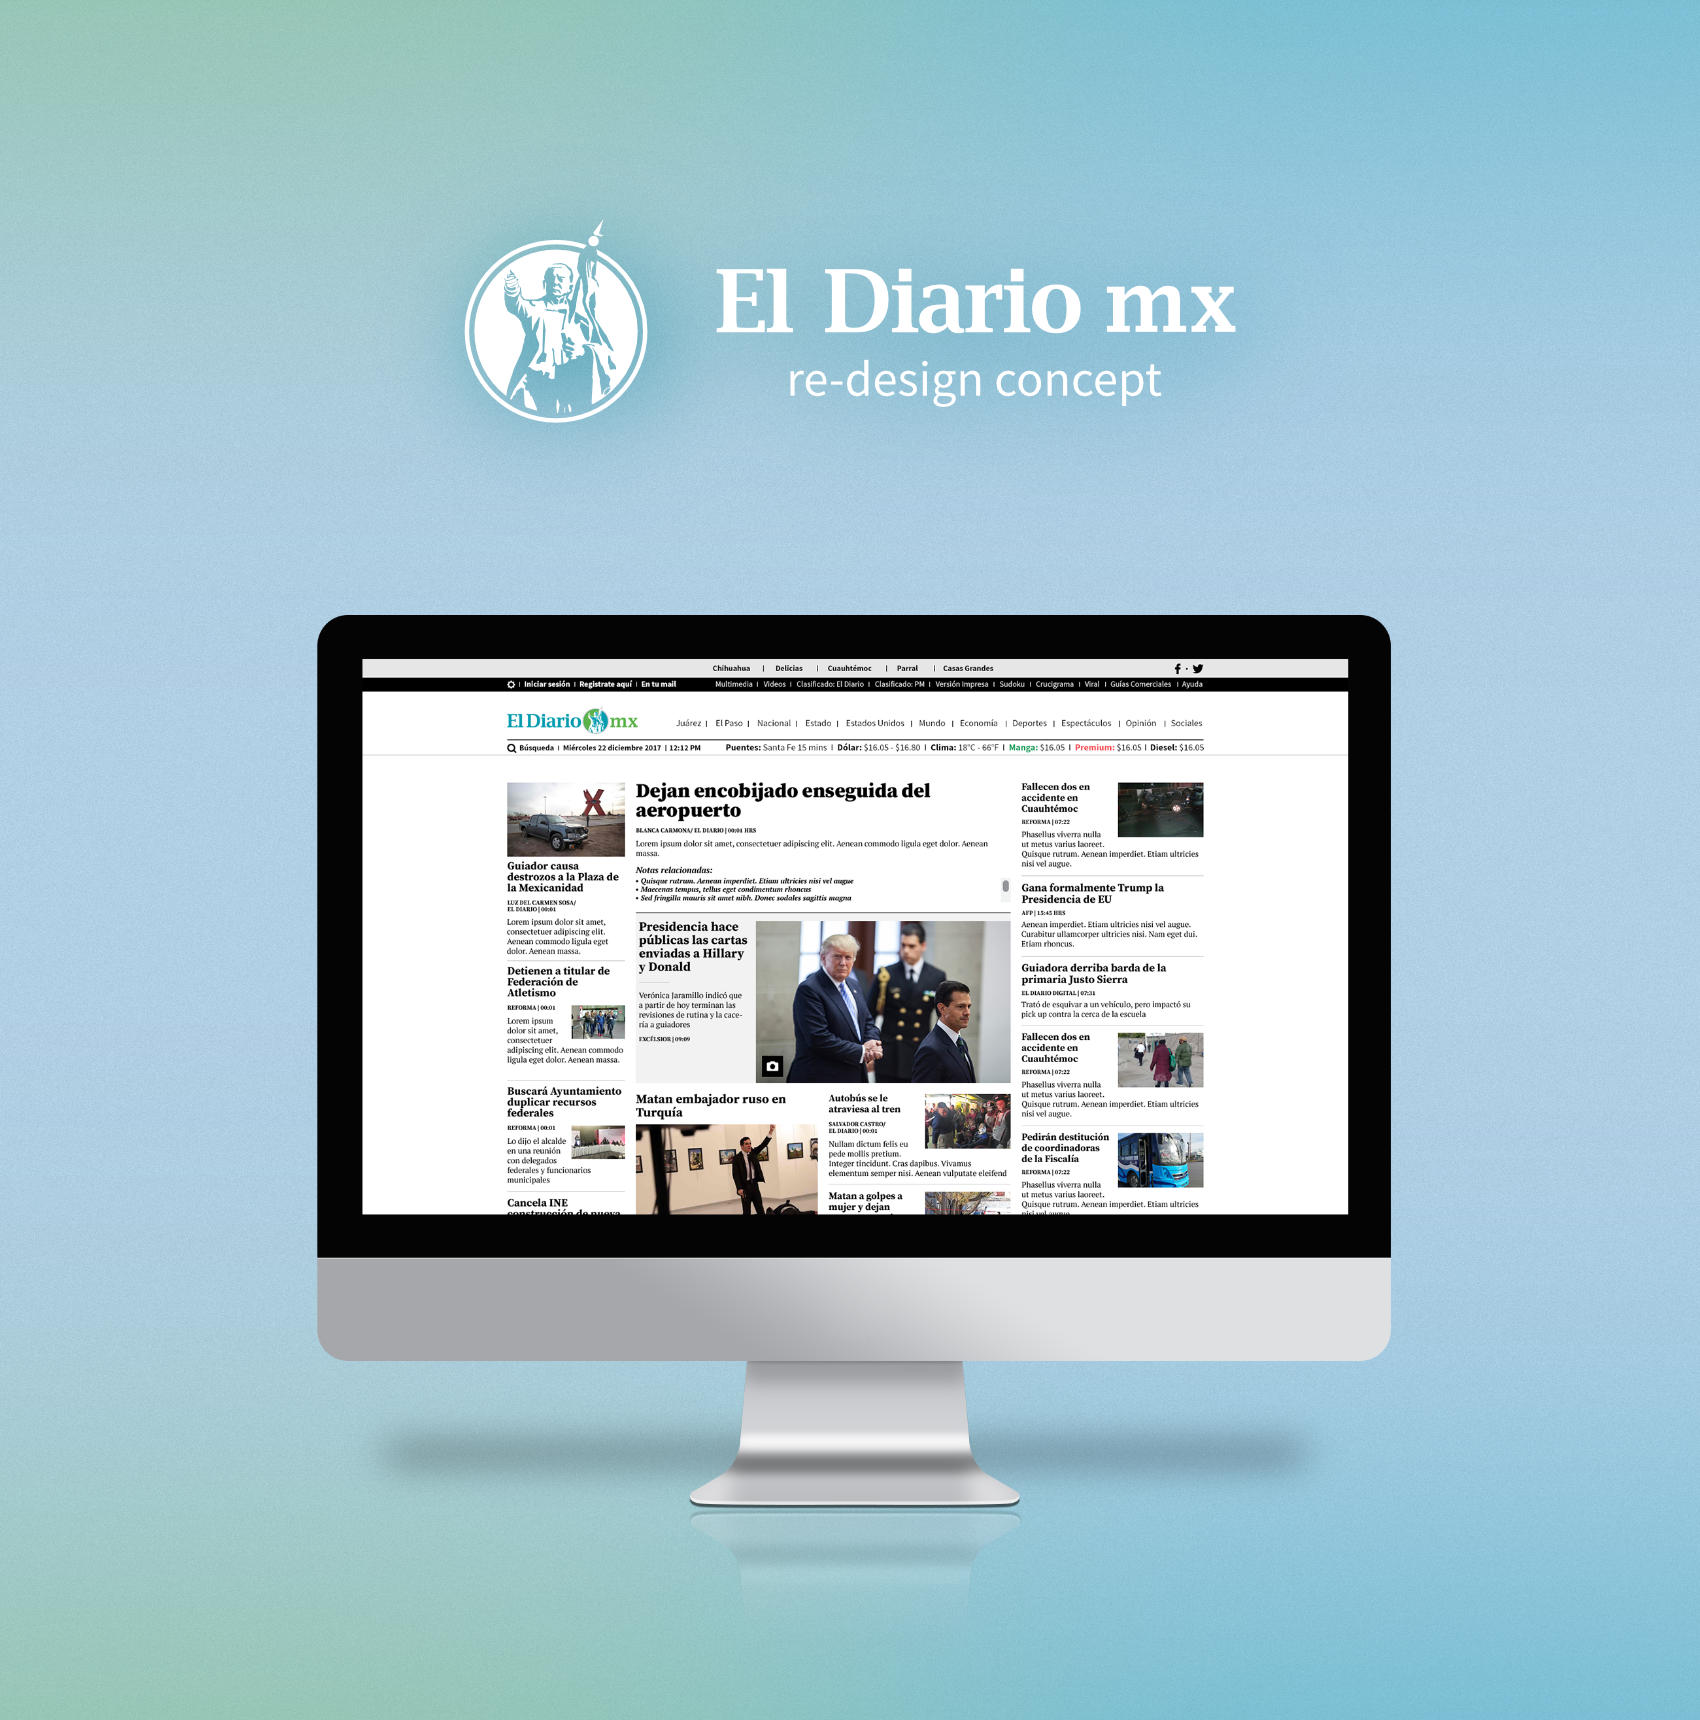 El Diario mx
re-design concept
Chihuahua | Delicias | Cuauhtémoc | Parral | Casas Grandes
| Iniciar sesión | Registrate aquí | En tu mail
Multimedia | Videos | Clasificado: El Diario | Clasificado: PM | Versión Impresa | Sudoku | Crucigrama | Viral | Guías Comerciales | Ayuda
El Diario mx
Juárez | El Paso | Nacional | Estado | Estados Unidos | Mundo | Economía | Deportes | Espectáculos | Opinión | Sociales
Búsqueda | Miércoles 22 diciembre 2017 | 12:12 PM
Puentes: Santa Fe 15 mins | Dólar: $16.05 - $16.80 | Clima: 18°C - 66°F | Manga: $16.05 | Premium: $16.05 | Diesel: $16.05
Guiador causa
destrozos a la Plaza de
la Mexicanidad
LUZ DEL CARMEN SOSA/
EL DIARIO | 00:01
Lorem ipsum dolor sit amet,
consectetuer adipiscing elit.
Aenean commodo ligula eget
dolor. Aenean massa.
Detienen a titular de
Federación de
Atletismo
REFORMA | 00:01
Lorem ipsum
dolor sit amet,
consectetuer
adipiscing elit. Aenean commodo
ligula eget dolor. Aenean massa.
Buscará Ayuntamiento
duplicar recursos
federales
REFORMA | 00:01
Lo dijo el alcalde
en una reunión
con delegados
federales y funcionarios
municipales
Cancela INE
construcción de nueva
Dejan encobijado enseguida del
aeropuerto
BLANCA CARMONA/ EL DIARIO | 00:01 HRS
Lorem ipsum dolor sit amet, consectetuer adipiscing elit. Aenean commodo ligula eget dolor. Aenean
massa.
Notas relacionadas:
• Quisque rutrum. Aenean imperdiet. Etiam ultricies nisi vel augue
• Maecenas tempus, tellus eget condimentum rhoncus
• Sed fringilla mauris sit amet nibh. Donec sodales sagittis magna
Presidencia hace
públicas las cartas
enviadas a Hillary
y Donald
Verónica Jaramillo indicó que
a partir de hoy terminan las
revisiones de rutina y la cace-
ría a guiadores
EXCÉLSIOR | 09:09
Matan embajador ruso en
Turquía
Autobús se le
atraviesa al tren
SALVADOR CASTRO/
EL DIARIO | 00:01
Nullam dictum felis eu
pede mollis pretium.
Integer tincidunt. Cras dapibus. Vivamus
elementum semper nisi. Aenean vulputate eleifend
Matan a golpes a
mujer y dejan
Fallecen dos en
accidente en
Cuauhtémoc
REFORMA | 07:22
Phasellus viverra nulla
ut metus varius laoreet.
Quisque rutrum. Aenean imperdiet. Etiam ultricies
nisi vel augue.
Gana formalmente Trump la
Presidencia de EU
AFP | 15:45 HRS
Aenean imperdiet. Etiam ultricies nisi vel augue.
Curabitur ullamcorper ultricies nisi. Nam eget dui.
Etiam rhoncus.
Guiadora derriba barda de la
primaria Justo Sierra
EL DIARIO DIGITAL | 07:31
Trató de esquivar a un vehículo, pero impactó su
pick up contra la cerca de la escuela
Fallecen dos en
accidente en
Cuauhtémoc
REFORMA | 07:22
Phasellus viverra nulla
ut metus varius laoreet.
Quisque rutrum. Aenean imperdiet. Etiam ultricies
nisi vel augue.
Pedirán destitución
de coordinadoras
de la Fiscalía
REFORMA | 07:22
Phasellus viverra nulla
ut metus varius laoreet.
Quisque rutrum. Aenean imperdiet. Etiam ultricies
nisi vel augue.